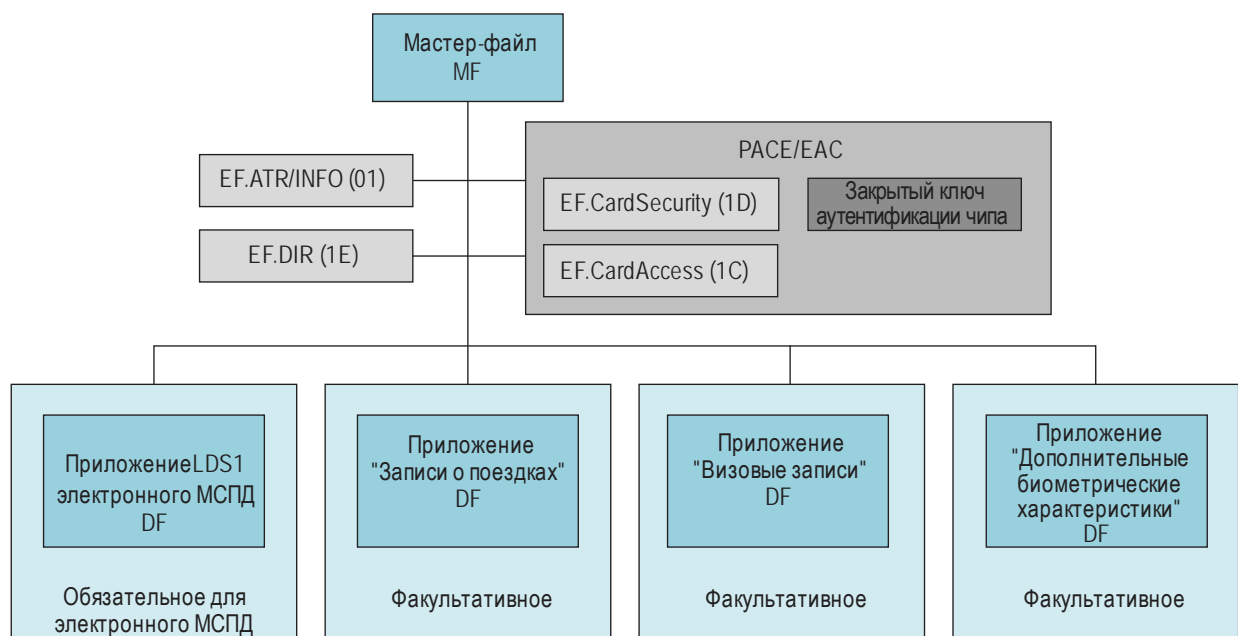 Мастер-файл
MF
EF.ATR/INFO (01)
EF.DIR (1E)
PACE/EAC
EF.CardSecurity (1D)
Закрытый ключ
аутентификации чипа
EF.CardAccess (1C)
Приложение LDS1
электронного МСПД
DF
Обязательное для
электронного МСПД
Приложение
"Записи о поездках"
DF
Факультативное
Приложение
"Визовые записи"
DF
Факультативное
Приложение
"Дополнительные
биометрические
характеристики"
DF
Факультативное